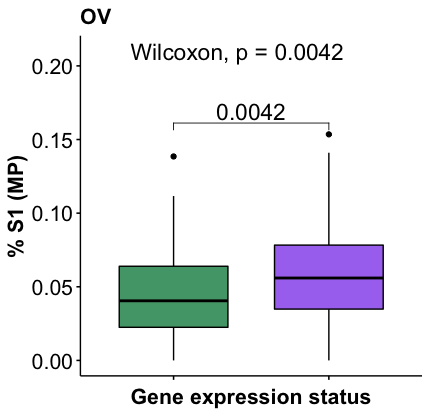 OV
Wilcoxon, p = 0.0042
0.0042
% S1 (MP)
0.20
0.15
0.10
0.05
0.00
Gene expression status